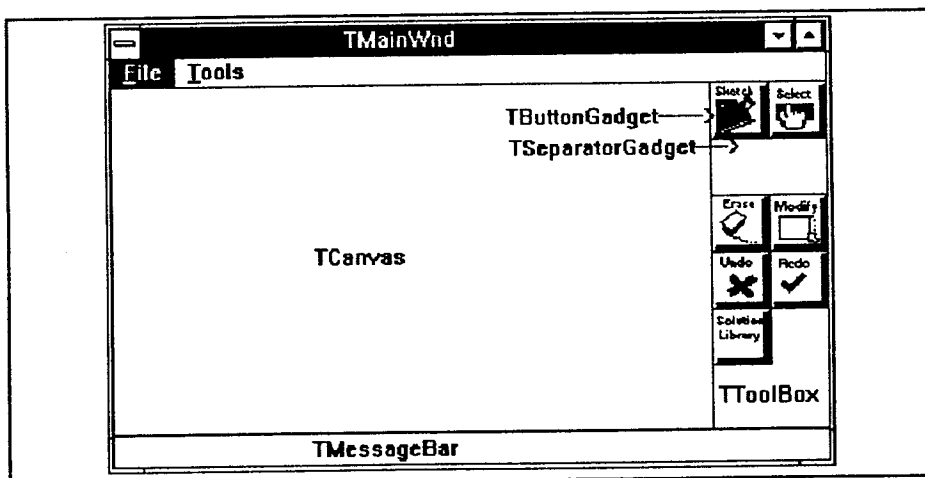 TMainWnd
File Tools
Sketch Select
TButtonGadget
TSeparatorGadget
Erase Modify
TCanvas
Undo Redo
Solution
Library
TToolBox
TMessageBar